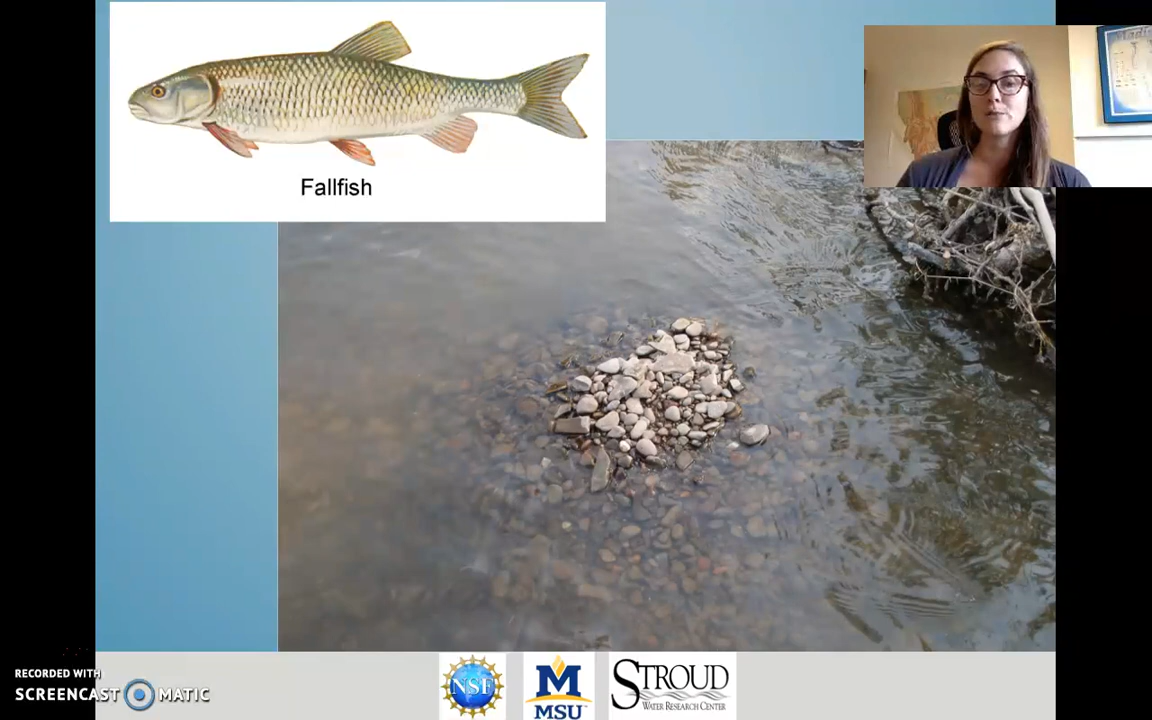 Fallfish
RECORDED WITH
SCREENCAST MATIC
NSF
M
MSU
STROUD
WATER RESEARCH CENTER